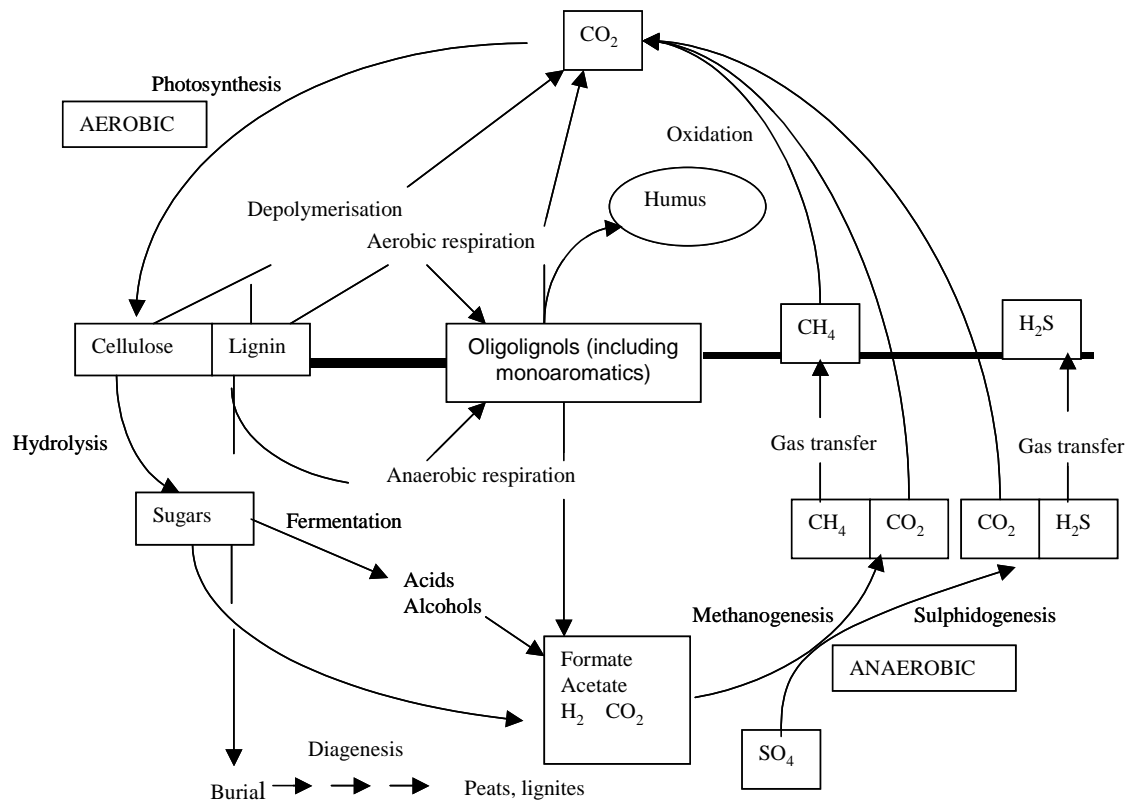 CO₂
Photosynthesis
AEROBIC
Oxidation
Humus
Depolymerisation
Aerobic respiration
Cellulose
Lignin
Oligolignols (including
monoaromatics)
CH₄
H₂S
Hydrolysis
Gas transfer
Gas transfer
Anaerobic respiration
Sugars
Fermentation
CH₄
CO₂
CO₂
H₂S
Acids
Alcohols
Methanogenesis
Sulphidogenesis
Formate
Acetate
H₂ CO₂
ANAEROBIC
SO₄
Diagenesis
Burial
Peats, lignites